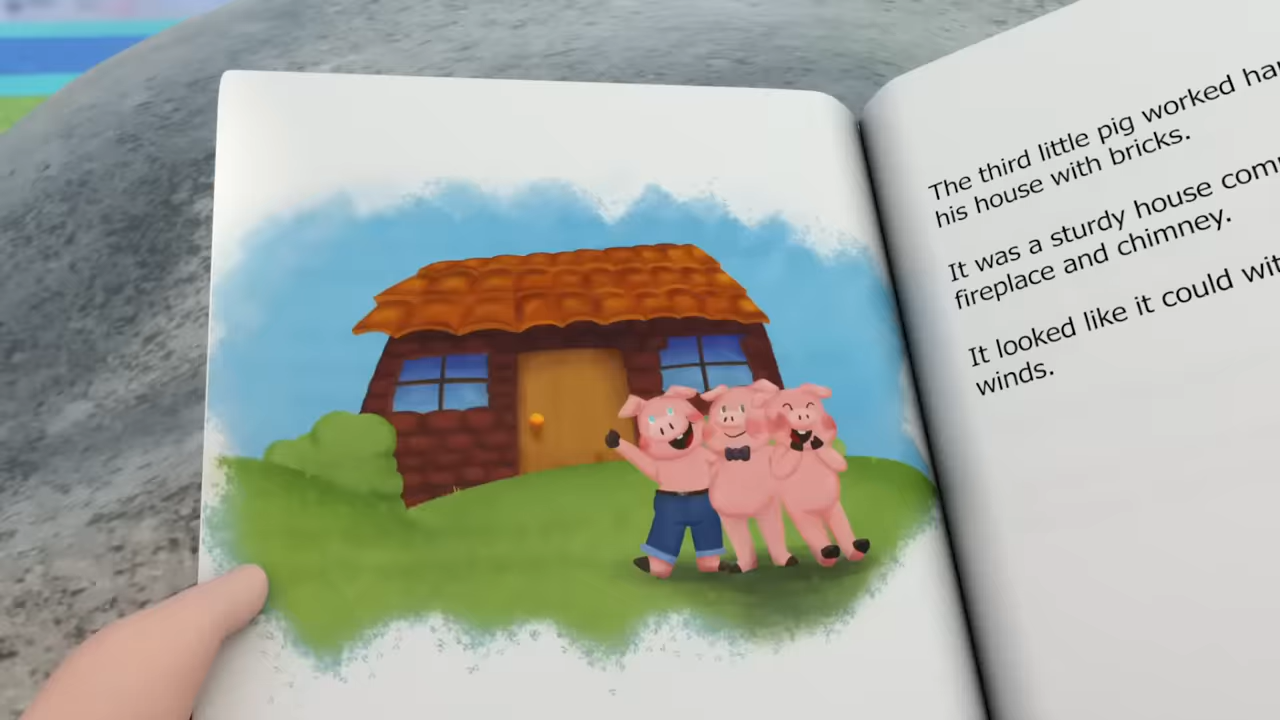 The third little pig worked
his house with bricks.
It was a sturdy house
fireplace and chimney.
It looked like it could
winds.